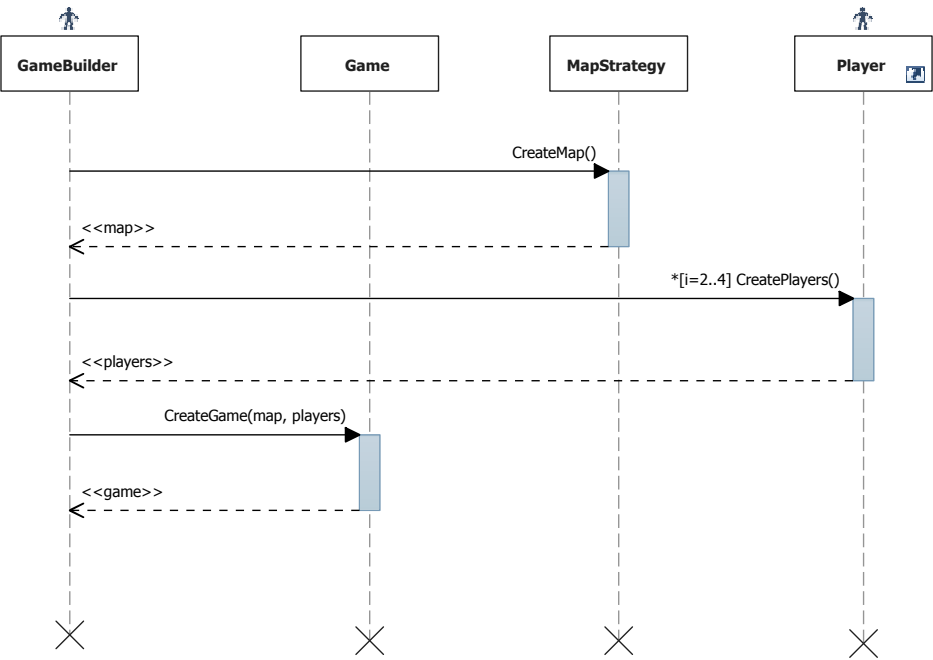 GameBuilder
Game
MapStrategy
Player
CreateMap()
<<map>>
*[i=2..4] CreatePlayers()
<<players>>
CreateGame(map, players)
<<game>>